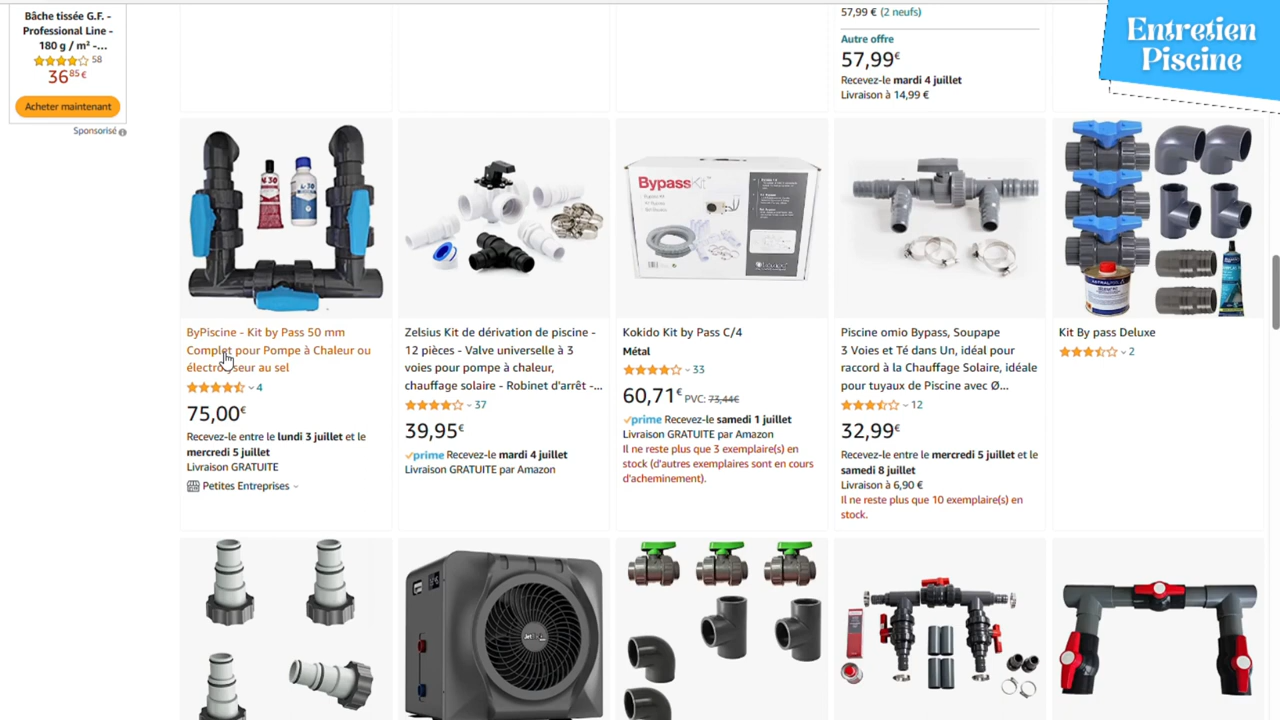 Bâche tissée G.F. -
Professional Line -
180 g / m² -...
58
36,85€
Acheter maintenant
Sponsorisé
57,99 € (2 neufs)
Autre offre
57,99€
Recevez-le mardi 4 juillet
Livraison à 14,99 €
Entretien
Piscine
ByPiscine - Kit by Pass 50 mm
Complet pour Pompe à Chaleur ou
électrolyseur au sel
4
75,00€
Recevez-le entre le lundi 3 juillet et le
mercredi 5 juillet
Livraison GRATUITE
Petites Entreprises
Zelsius Kit de dérivation de piscine -
12 pièces - Valve universelle à 3
voies pour pompe à chaleur,
chauffage solaire - Robinet d'arrêt -...
37
39,95€
prime Recevez-le mardi 4 juillet
Livraison GRATUITE par Amazon
BypassKit
Kokido Kit by Pass C/4
Métal
33
60,71€ PVC: 73,44€
prime Recevez-le samedi 1 juillet
Livraison GRATUITE par Amazon
Il ne reste plus que 3 exemplaire(s) en
stock (d'autres exemplaires sont en cours
d'acheminement).
Piscine omio Bypass, Soupape
3 Voies et Té dans Un, idéal pour
raccord à la Chauffage Solaire, idéale
pour tuyaux de Piscine avec Ø...
12
32,99€
Recevez-le entre le mercredi 5 juillet et le
samedi 8 juillet
Livraison à 6,90 €
Il ne reste plus que 10 exemplaire(s) en
stock.
Kit By pass Deluxe
2